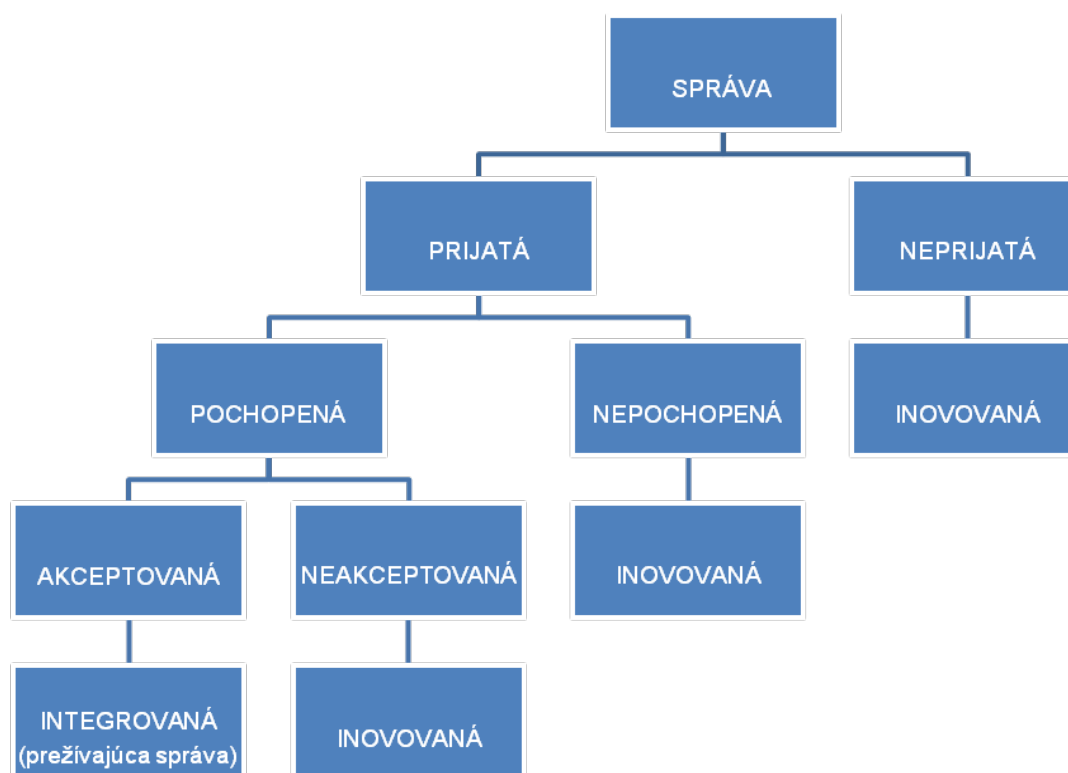 SPRÁVA
PRIJATÁ
NEPRIJATÁ
POCHOPENÁ
NEPOCHOPENÁ
INOVOVANÁ
AKCEPTOVANÁ
NEAKCEPTOVANÁ
INOVOVANÁ
INTEGROVANÁ
(prežívajúca správa)
INOVOVANÁ